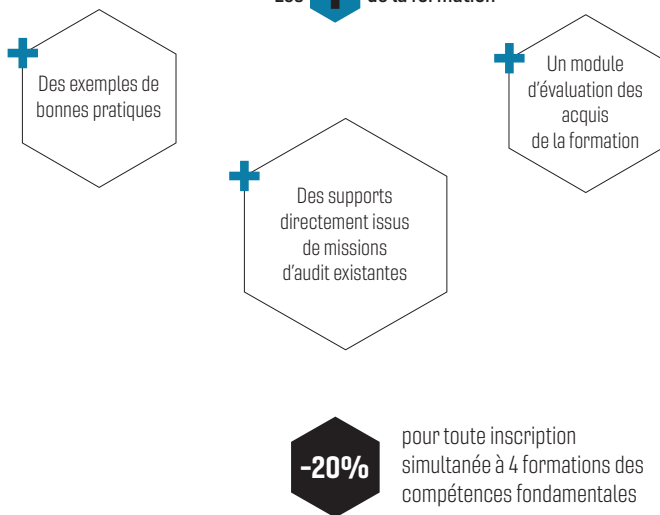 Les + de la formation
Des exemples de
bonnes pratiques
Un module
d'évaluation des
acquis
de la formation
Des supports
directement issus
de missions
d'audit existantes
-20%
pour toute inscription
simultanée à 4 formations des
compétences fondamentales